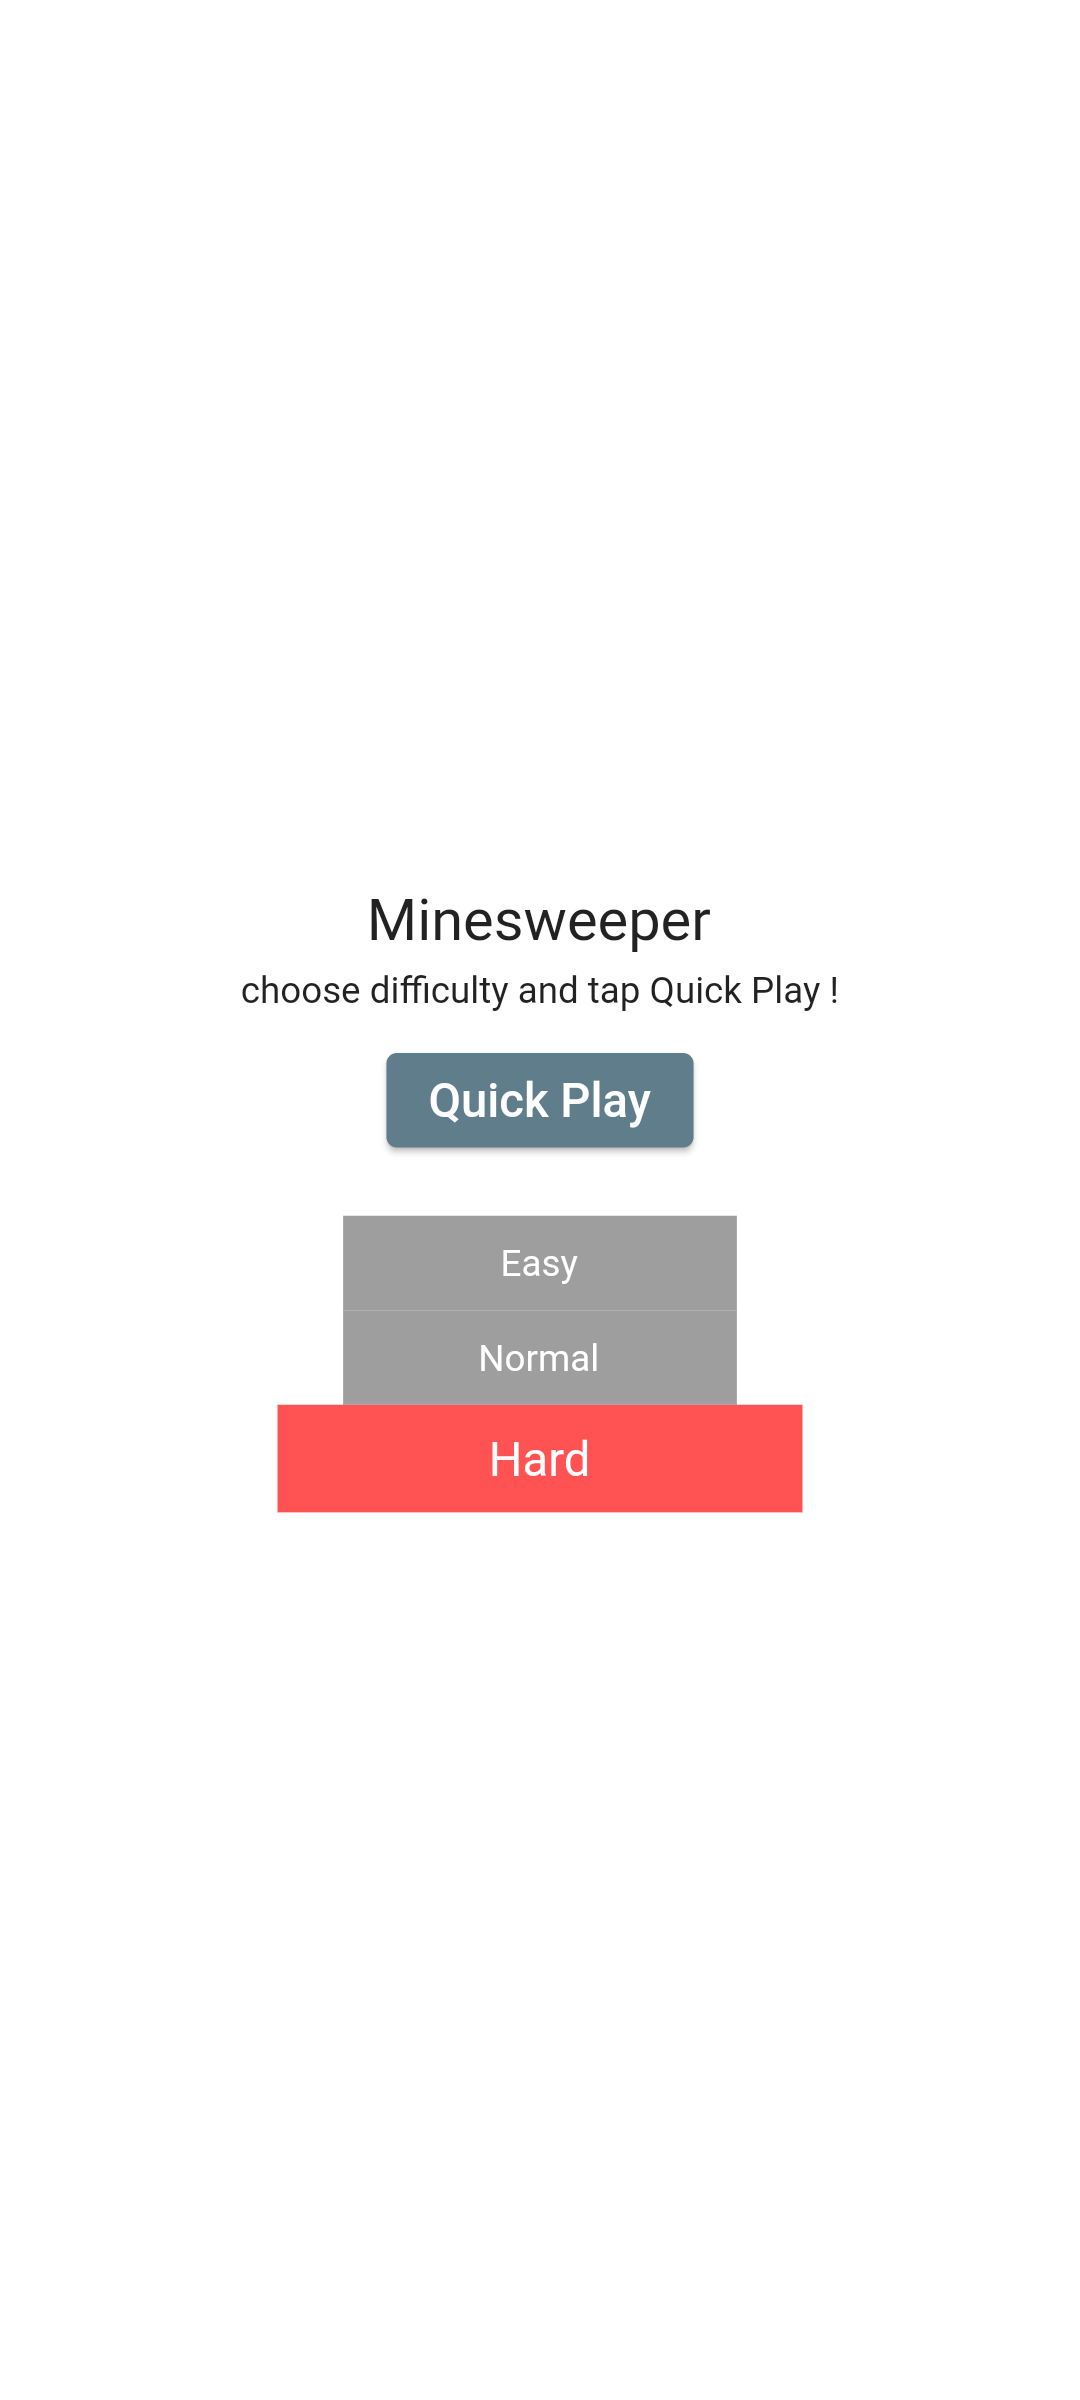 Minesweeper
choose difficulty and tap Quick Play !
Quick Play
Easy
Normal
Hard